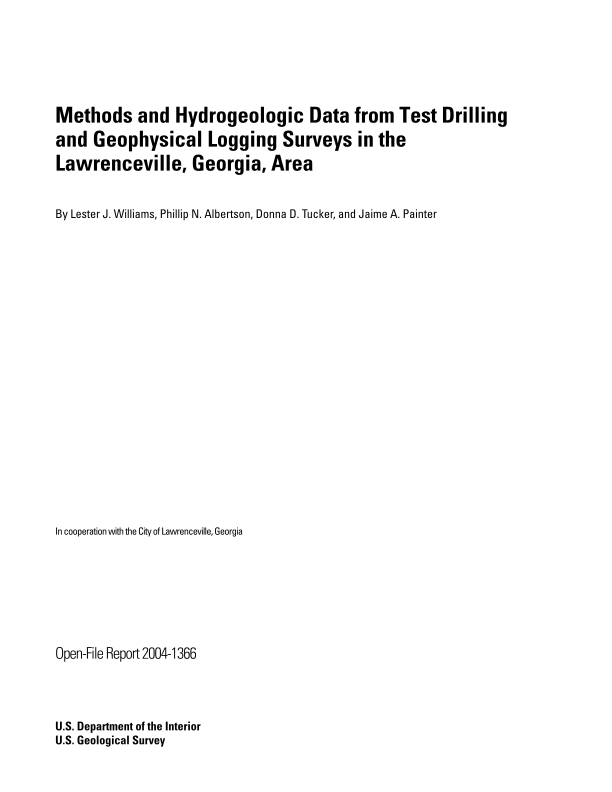 Methods and Hydrogeologic Data from Test Drilling
and Geophysical Logging Surveys in the
Lawrenceville, Georgia, Area
By Lester J. Williams, Phillip N. Albertson, Donna D. Tucker, and Jaime A. Painter
In cooperation with the City of Lawrenceville, Georgia
Open-File Report 2004-1366
U.S. Department of the Interior
U.S. Geological Survey